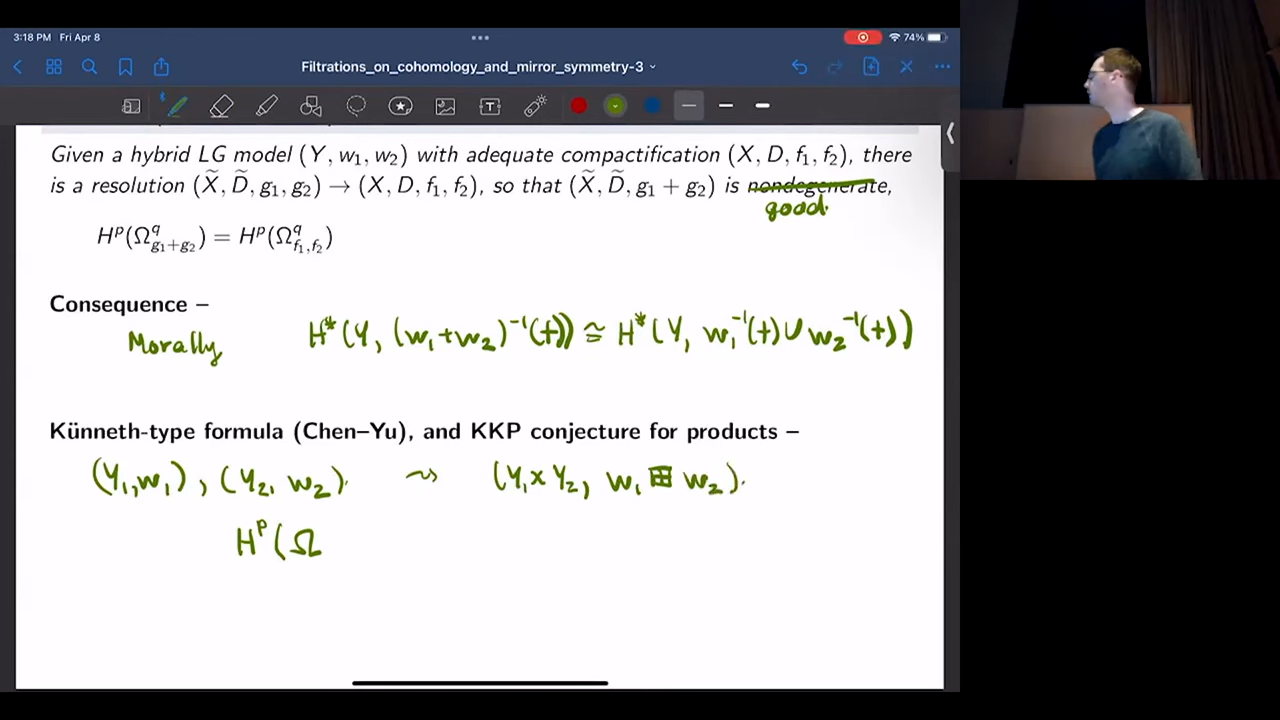 3:18 PM Fri Apr 8
74%
Filtrations_on_cohomology_and_mirror_symmetry-3
Given a hybrid LG model (Y, w₁, w₂) with adequate compactification (X, D, f₁, f₂), there
is a resolution (X̃, D̃, g₁, g₂) → (X, D, f₁, f₂), so that (X̃, D̃, g₁ + g₂) is nondegenerate,
good.
Hᵖ(Ω^q_{g₁+g₂}) = Hᵖ(Ω^q_{f₁,f₂})
Consequence –
Morally H*(Y, (w₁+w₂)⁻¹(t)) ≅ H*(Y, w₁⁻¹(t) ∪ w₂⁻¹(t))
Künneth-type formula (Chen–Yu), and KKP conjecture for products –
(Y₁, w₁), (Y₂, w₂). ⇝ (Y₁ × Y₂, w₁ ⊞ w₂).
Hᵖ(Ω